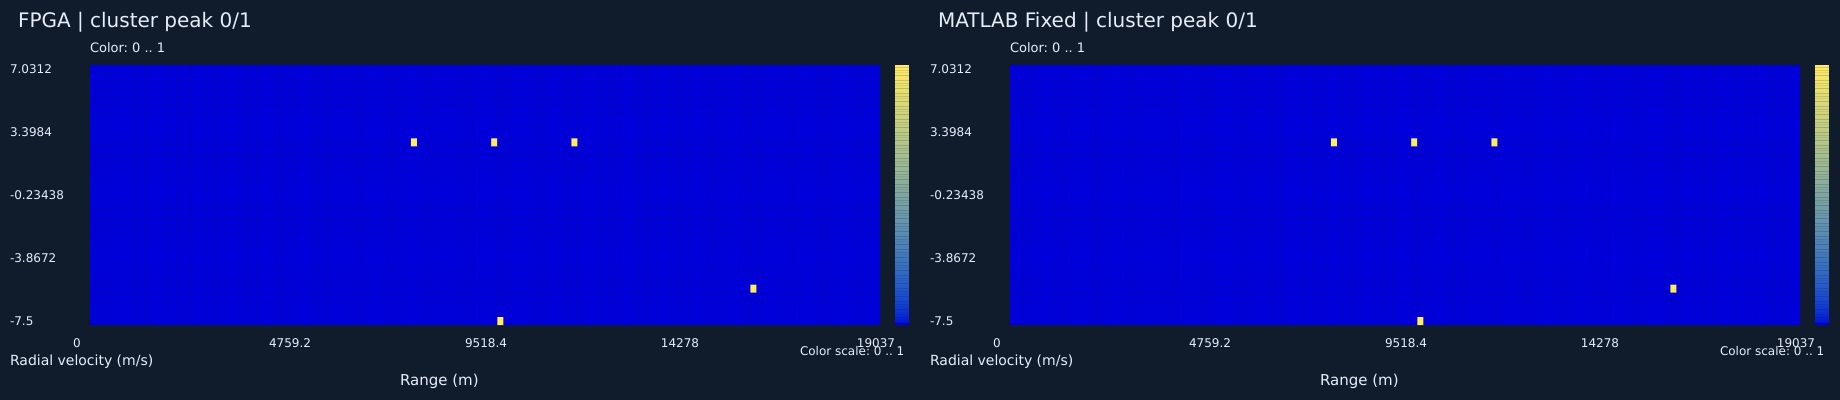 FPGA | cluster peak 0/1
Color: 0 .. 1
7.0312
3.3984
-0.23438
-3.8672
-7.5
0 4759.2 9518.4 14278 19037
Color scale: 0 .. 1
Radial velocity (m/s)
Range (m)
MATLAB Fixed | cluster peak 0/1
Color: 0 .. 1
7.0312
3.3984
-0.23438
-3.8672
-7.5
0 4759.2 9518.4 14278 19037
Color scale: 0 .. 1
Radial velocity (m/s)
Range (m)